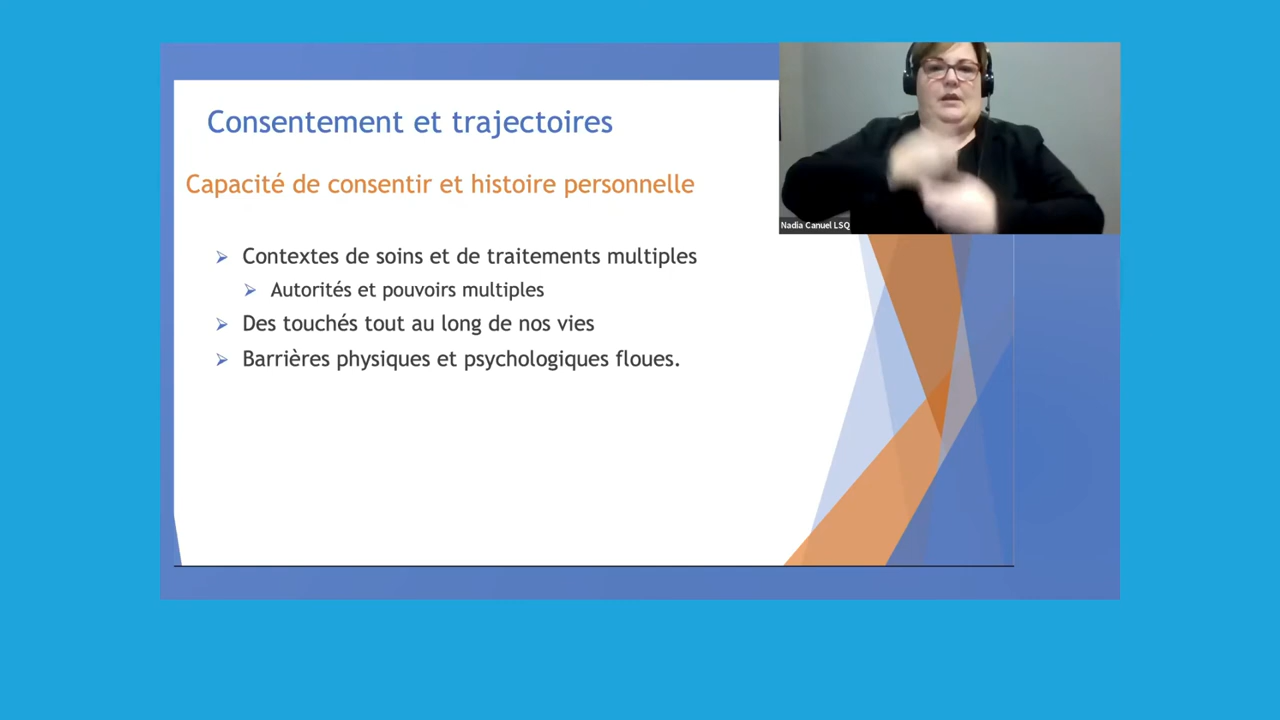 Consentement et trajectoires
Capacité de consentir et histoire personnelle
Contextes de soins et de traitements multiples
Autorités et pouvoirs multiples
Des touchés tout au long de nos vies
Barrières physiques et psychologiques floues.
Nadia Canuel LSQ